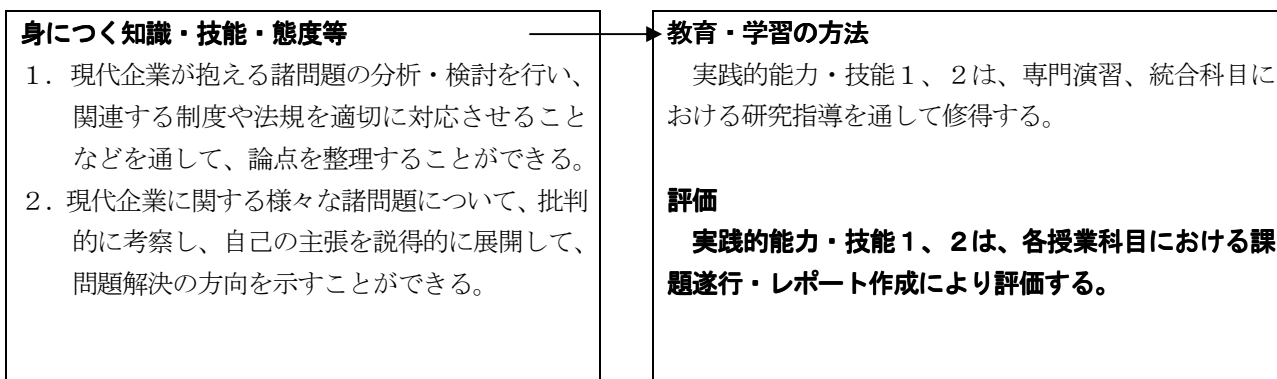 身につく知識・技能・態度等
1．現代企業が抱える諸問題の分析・検討を行い、
関連する制度や法規を適切に対応させること
などを通して、論点を整理することができる。
2．現代企業に関する様々な諸問題について、批判
的に考察し、自己の主張を説得的に展開して、
問題解決の方向を示すことができる。
教育・学習の方法
実践的能力・技能1、2は、専門演習、統合科目に
おける研究指導を通して修得する。
評価
実践的能力・技能1、2は、各授業科目における課
題遂行・レポート作成により評価する。